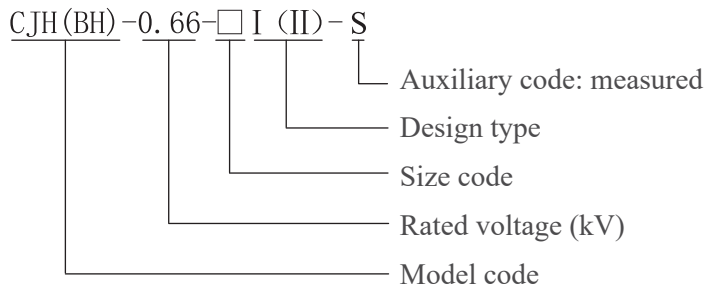 CJH(BH)-0.66-□I(II)-S
Auxiliary code: measured
Design type
Size code
Rated voltage (kV)
Model code